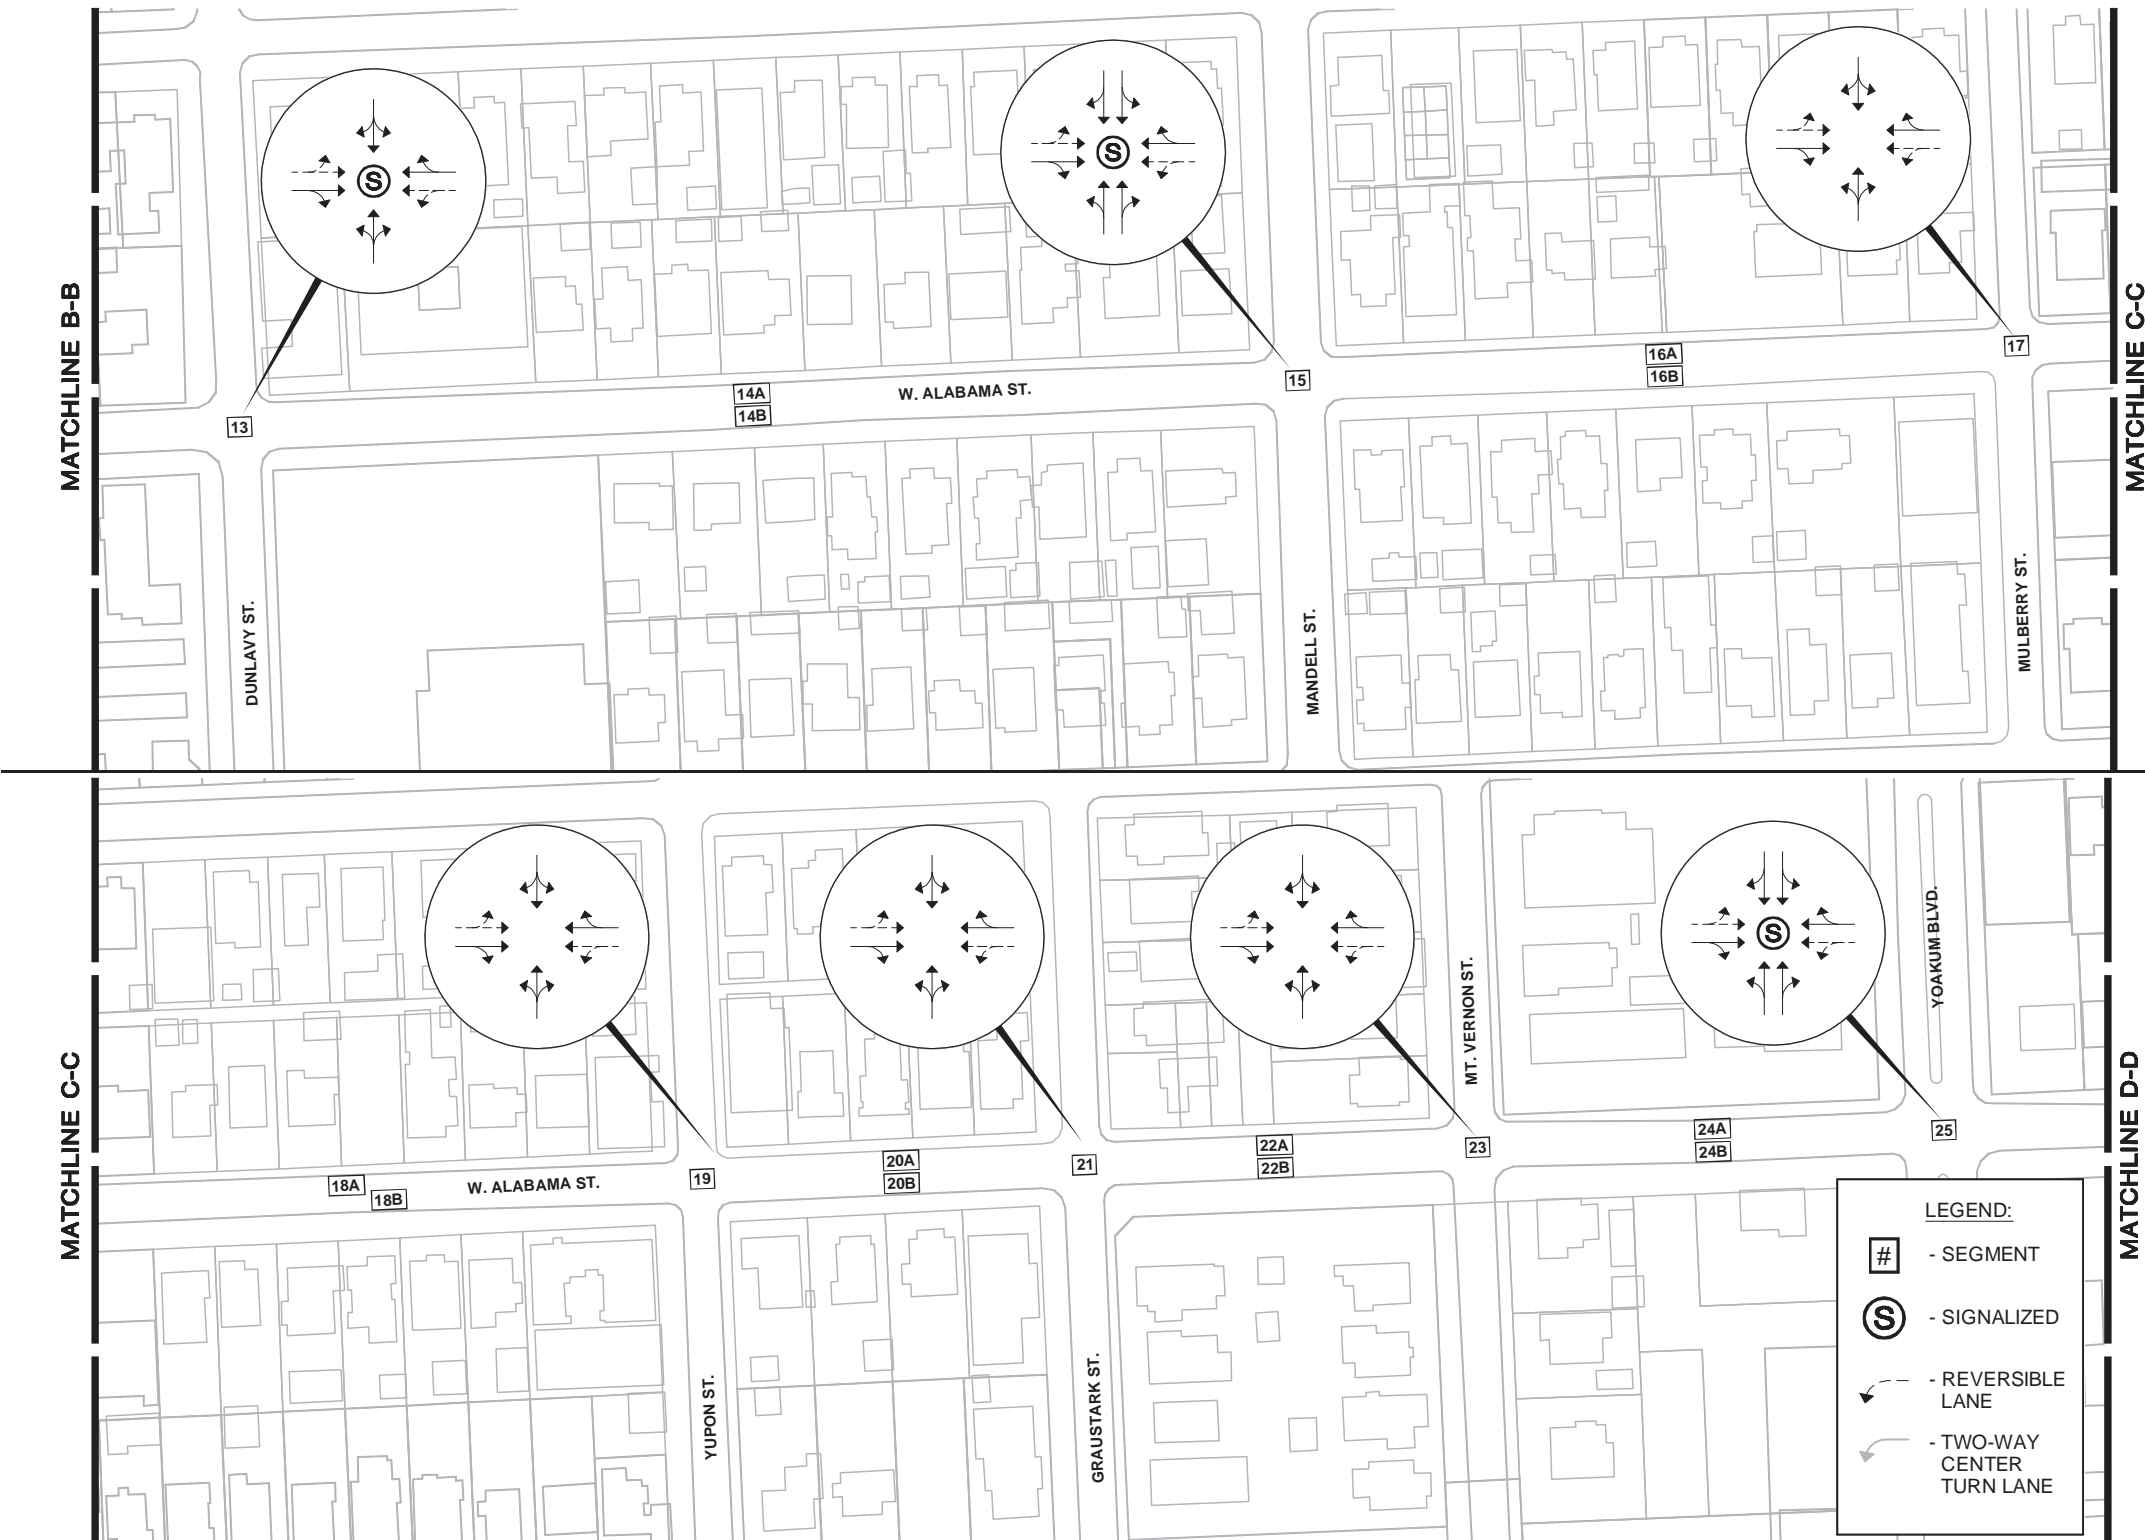 MATCHLINE B-B
MATCHLINE C-C
S
S
13
14A
14B
W. ALABAMA ST.
15
16A
16B
17
DUNLAVY ST.
MANDELL ST.
MULBERRY ST.
MATCHLINE C-C
MATCHLINE D-D
S
MT. VERNON ST.
YOAKUM BLVD.
18A
18B
W. ALABAMA ST.
19
20A
20B
21
22A
22B
23
24A
24B
25
YUPON ST.
GRAUSTARK ST.
LEGEND:
# - SEGMENT
S - SIGNALIZED
- REVERSIBLE
LANE
- TWO-WAY
CENTER
TURN LANE